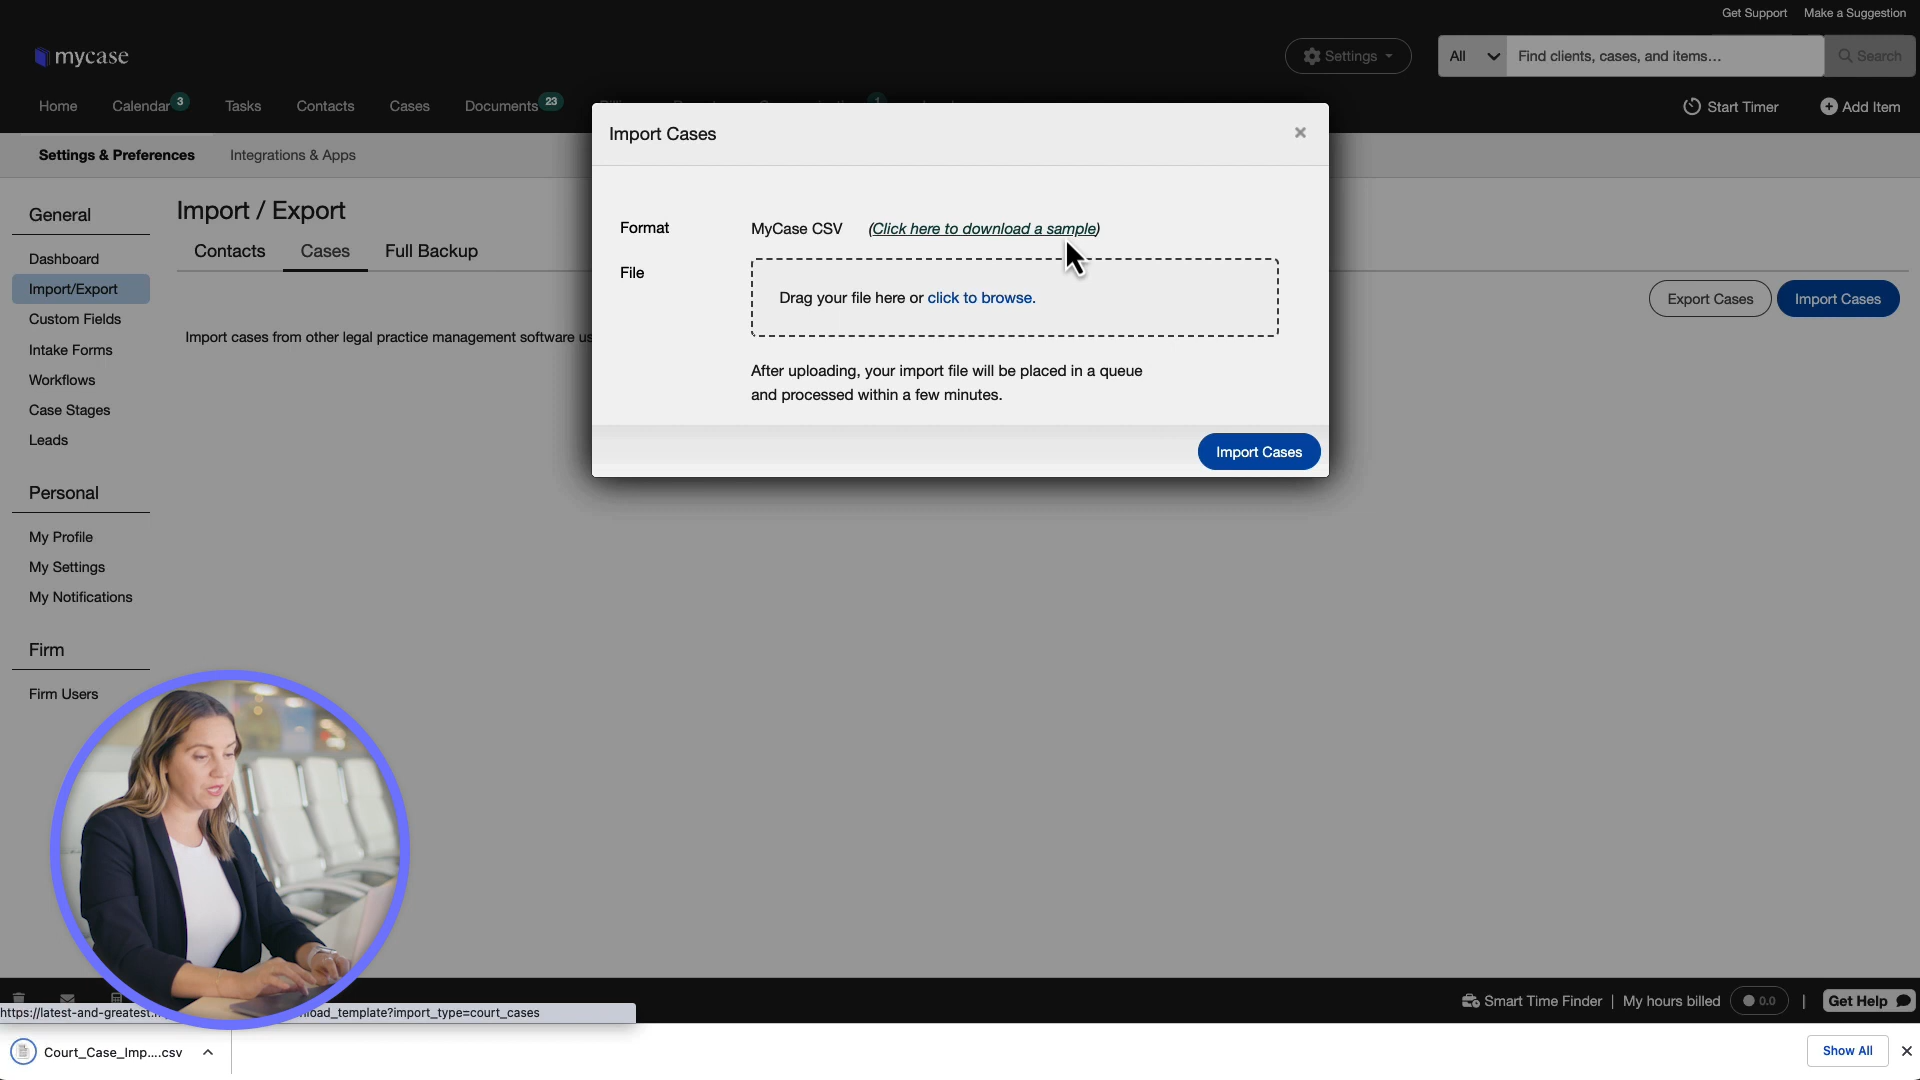 Get Support Make a Suggestion
mycase
Settings
All
Find clients, cases, and items...
Search
Home Calendar 3 Tasks Contacts Cases Documents 23
1
Start Timer Add Item
Settings & Preferences Integrations & Apps
Import Cases
×
General
Dashboard
Import/Export
Custom Fields
Intake Forms
Workflows
Case Stages
Leads
Personal
My Profile
My Settings
My Notifications
Firm
Firm Users
Import / Export
Contacts Cases Full Backup
Export Cases Import Cases
Import cases from other legal practice management software us
Format MyCase CSV (Click here to download a sample)
File
Drag your file here or click to browse.
After uploading, your import file will be placed in a queue
and processed within a few minutes.
Import Cases
Smart Time Finder | My hours billed 0.0 | Get Help
https://latest-and-greatest. load_template?import_type=court_cases
Court_Case_Imp....csv
Show All